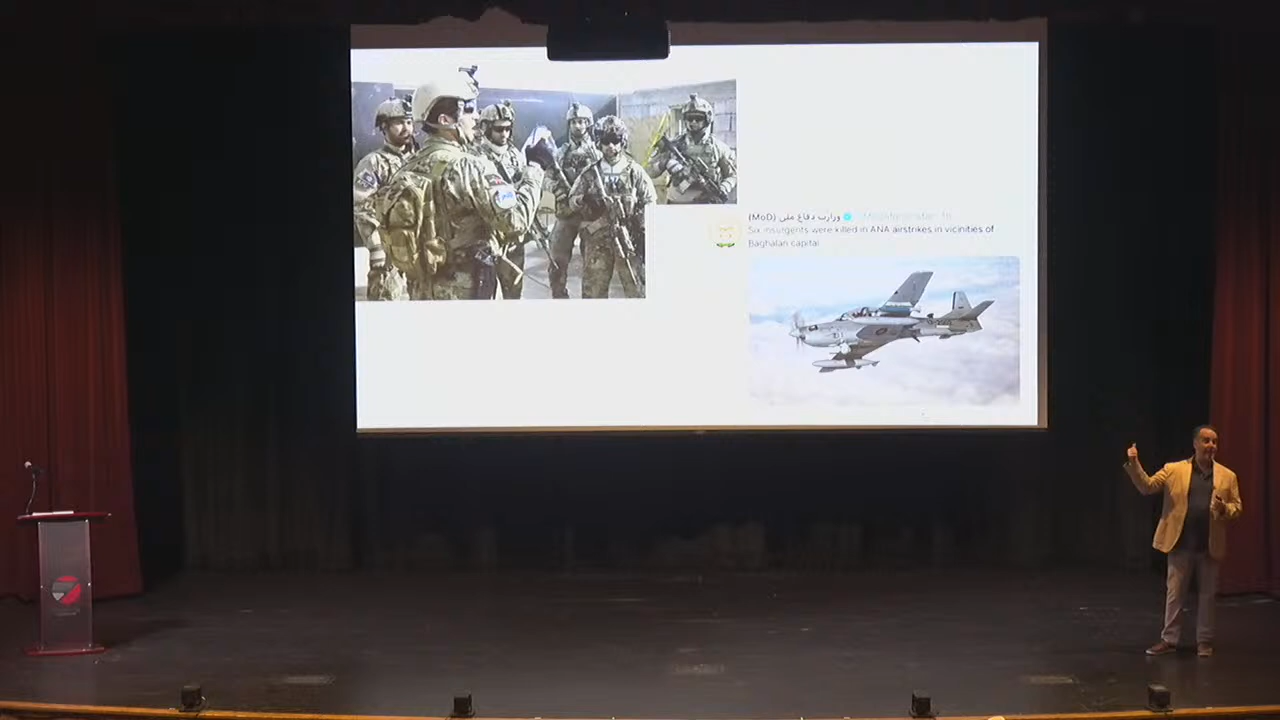 (MoD) وزارت دفاع ملی
Six insurgents were killed in ANA airstrikes in vicinities of
Baghalan capital